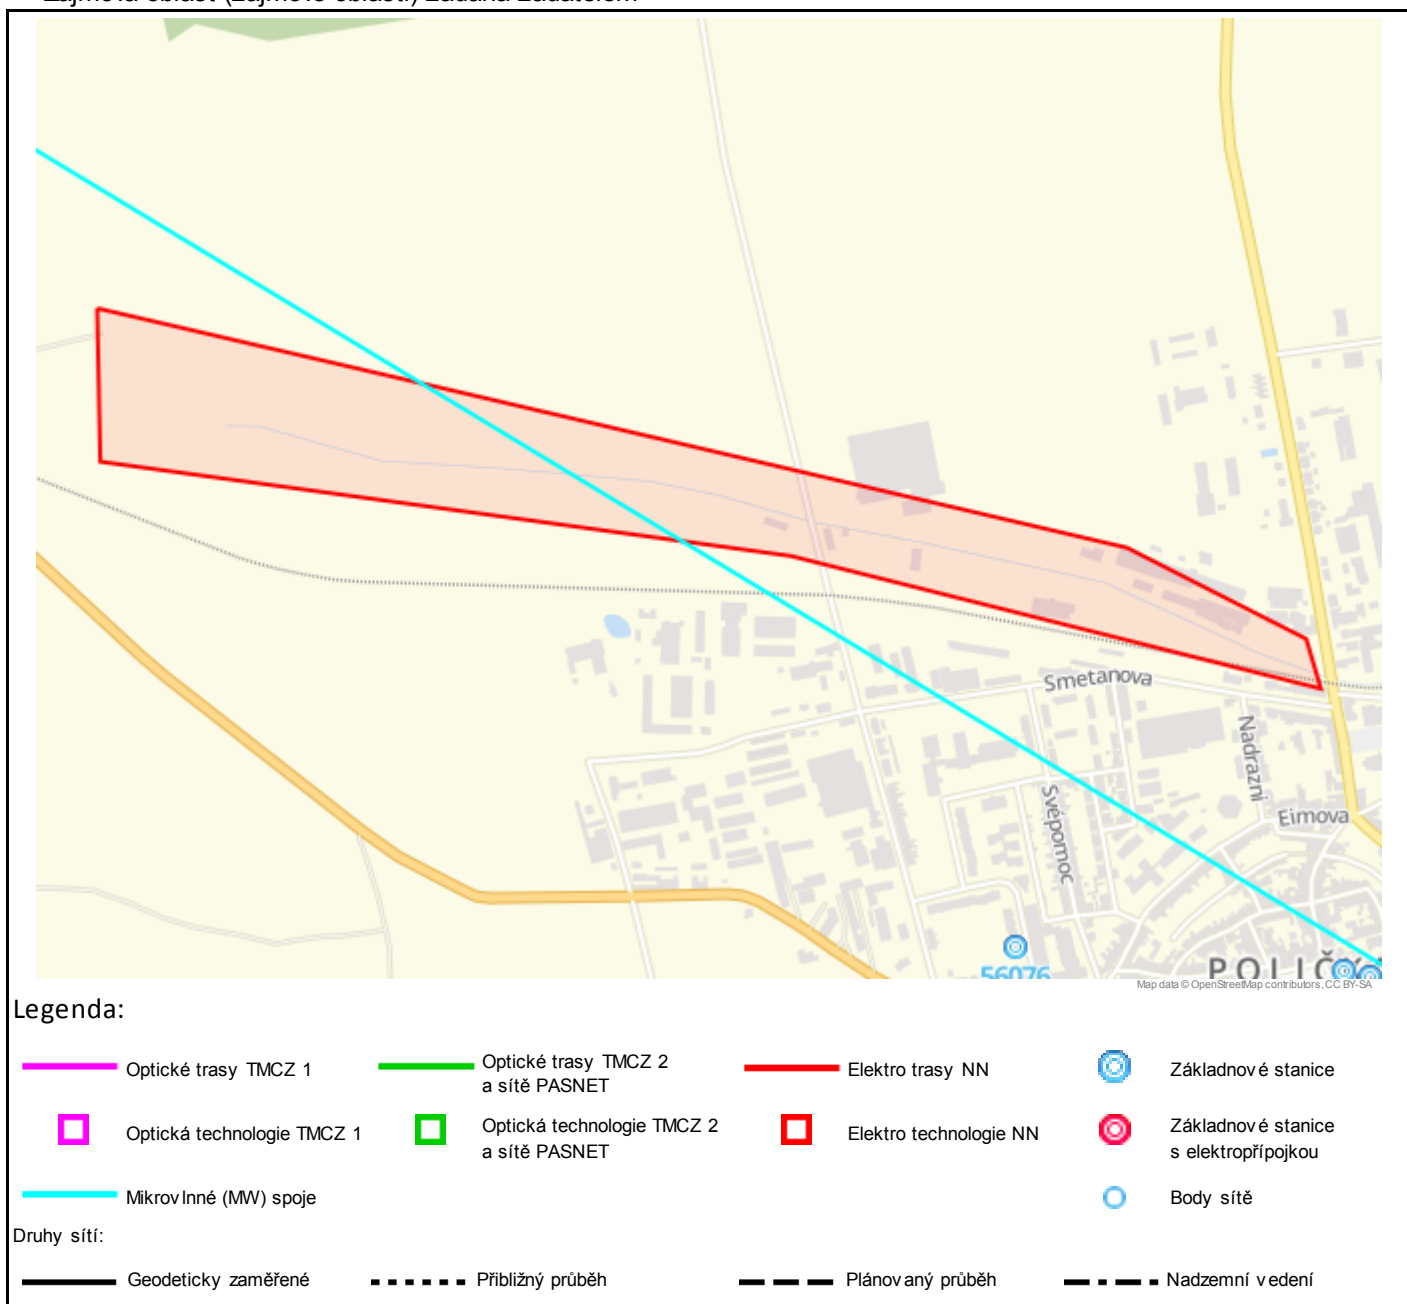 Smetanova
Nadrazni
Svépomoc
Eimova
56076
Map data © OpenStreetMap contributors, CC BY-SA
Legenda:
Optické trasy TMCZ 1
Optické trasy TMCZ 2
a sítě PASNET
Elektro trasy NN
Základnové stanice
Optická technologie TMCZ 1
Optická technologie TMCZ 2
a sítě PASNET
Elektro technologie NN
Základnové stanice
s elektropřípojkou
Mikrovlnné (MW) spoje
Body sítě
Druhy sítí:
Geodeticky zaměřené
Přibližný průběh
Plánovaný průběh
Nadzemní vedení